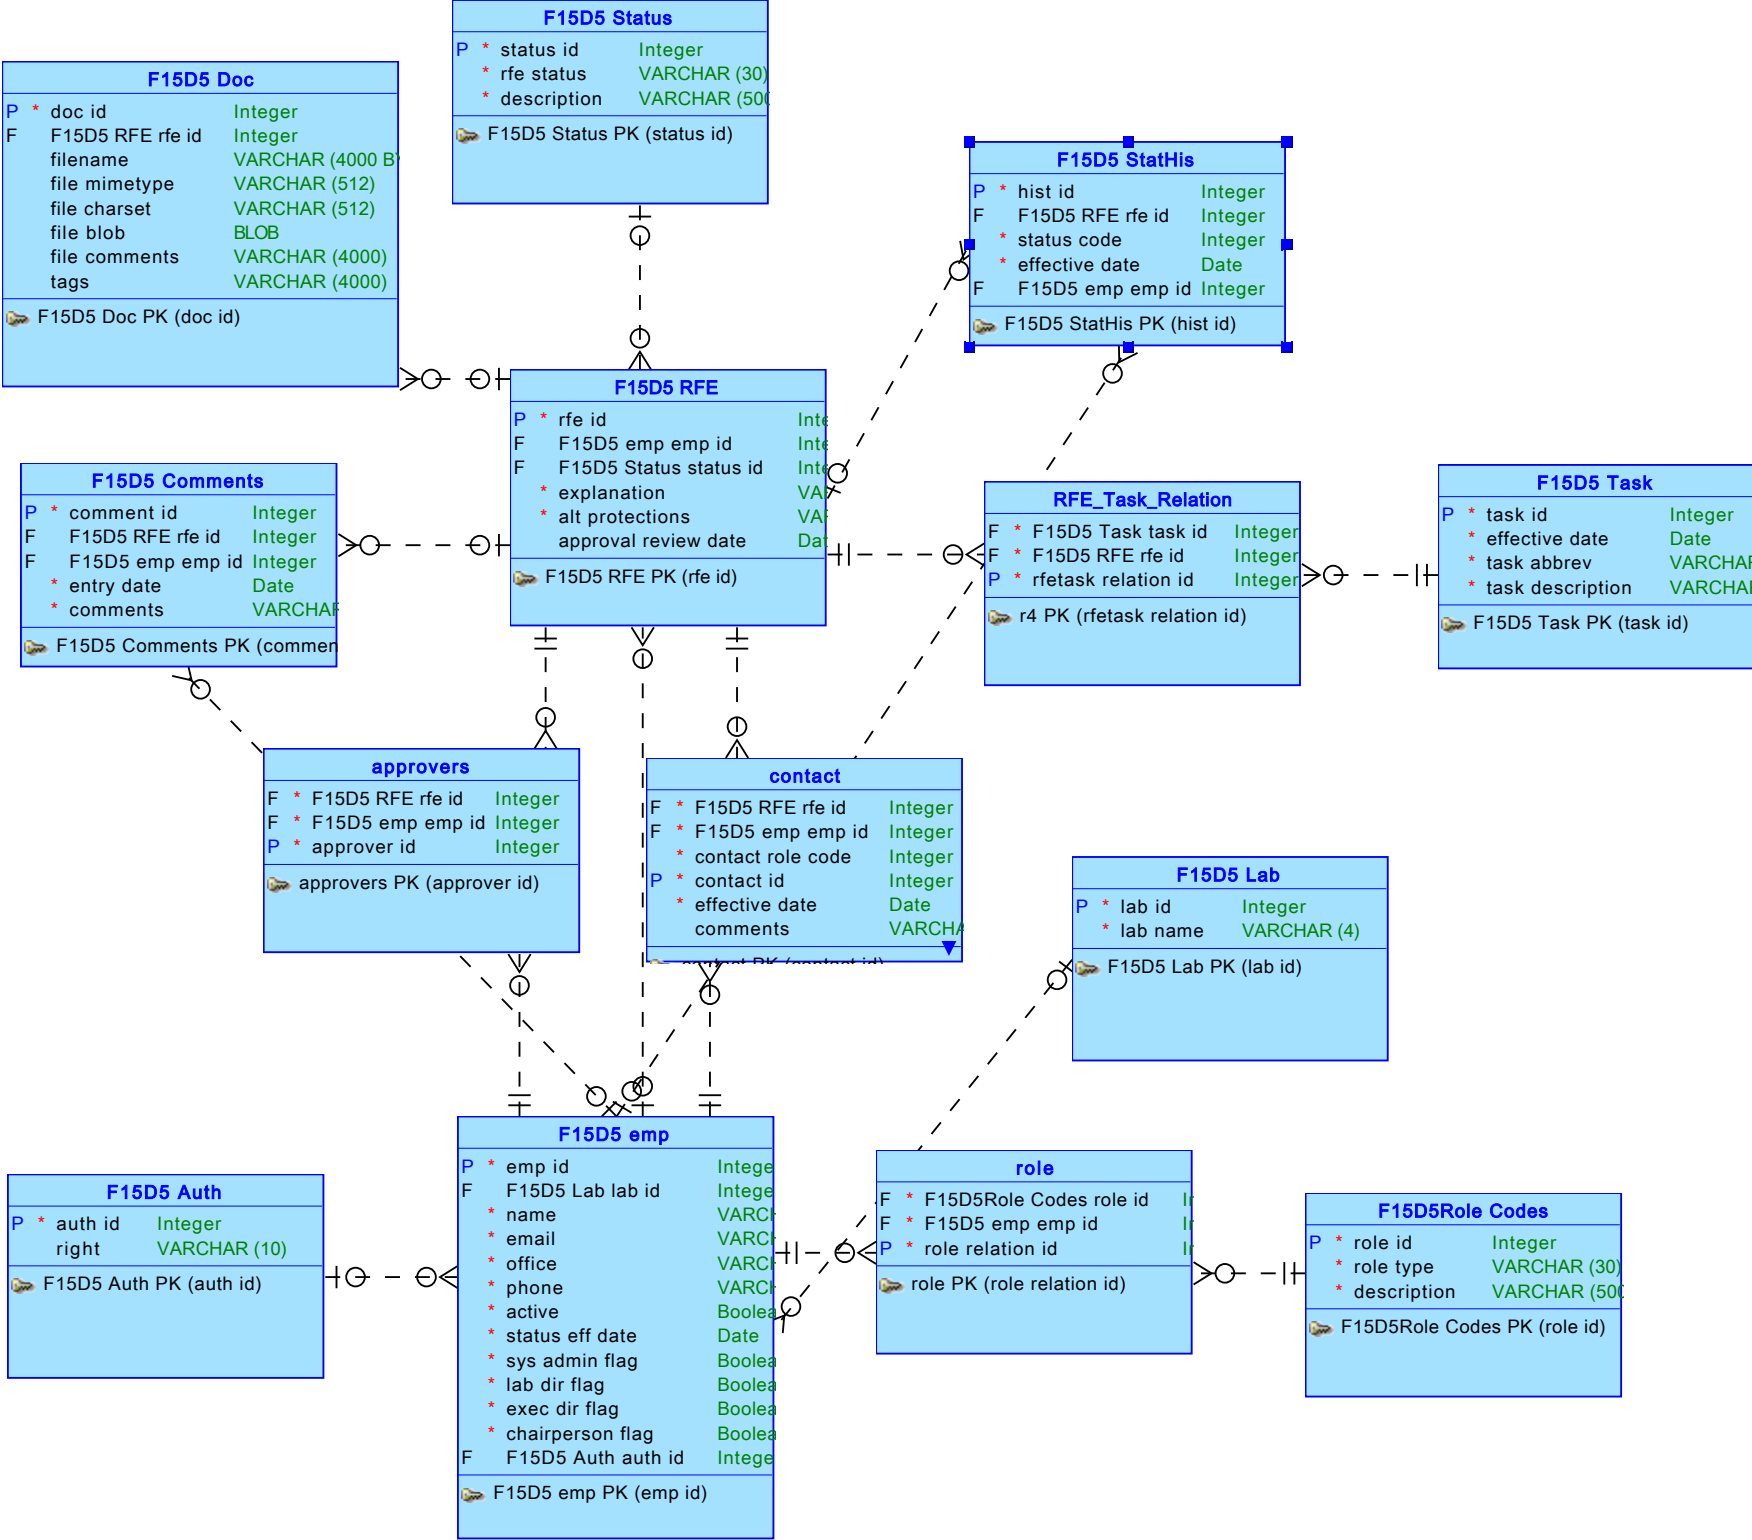 F15D5 Status
P * status id Integer
* rfe status VARCHAR (30)
* description VARCHAR (500
F15D5 Status PK (status id)
F15D5 Doc
P * doc id Integer
F F15D5 RFE rfe id Integer
filename VARCHAR (4000 B
file mimetype VARCHAR (512)
file charset VARCHAR (512)
file blob BLOB
file comments VARCHAR (4000)
tags VARCHAR (4000)
F15D5 Doc PK (doc id)
F15D5 StatHis
P * hist id Integer
F F15D5 RFE rfe id Integer
* status code Integer
* effective date Date
F F15D5 emp emp id Integer
F15D5 StatHis PK (hist id)
F15D5 RFE
P * rfe id Inte
F F15D5 emp emp id Inte
F F15D5 Status status id Inte
* explanation VAR
* alt protections VAR
approval review date Dat
F15D5 RFE PK (rfe id)
F15D5 Comments
P * comment id Integer
F F15D5 RFE rfe id Integer
F F15D5 emp emp id Integer
* entry date Date
* comments VARCHAR
F15D5 Comments PK (commen
RFE_Task_Relation
F * F15D5 Task task id Integer
F * F15D5 RFE rfe id Integer
P * rfetask relation id Integer
r4 PK (rfetask relation id)
F15D5 Task
P * task id Integer
* effective date Date
* task abbrev VARCHAR
* task description VARCHAR
F15D5 Task PK (task id)
approvers
F * F15D5 RFE rfe id Integer
F * F15D5 emp emp id Integer
P * approver id Integer
approvers PK (approver id)
contact
F * F15D5 RFE rfe id Integer
F * F15D5 emp emp id Integer
* contact role code Integer
P * contact id Integer
* effective date Date
comments VARCHA
contact PK (contact id)
F15D5 Lab
P * lab id Integer
* lab name VARCHAR (4)
F15D5 Lab PK (lab id)
F15D5 emp
P * emp id Intege
F F15D5 Lab lab id Intege
* name VARCH
* email VARCH
* office VARCH
* phone VARCH
* active Boolea
* status eff date Date
* sys admin flag Boolea
* lab dir flag Boolea
* exec dir flag Boolea
* chairperson flag Boolea
F F15D5 Auth auth id Intege
F15D5 emp PK (emp id)
F15D5 Auth
P * auth id Integer
right VARCHAR (10)
F15D5 Auth PK (auth id)
role
F * F15D5Role Codes role id Ir
F * F15D5 emp emp id Ir
P * role relation id Ir
role PK (role relation id)
F15D5Role Codes
P * role id Integer
* role type VARCHAR (30)
* description VARCHAR (500
F15D5Role Codes PK (role id)